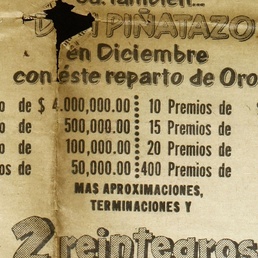 también...
PIÑATAZO
en Diciembre
con éste reparto de Oro
de $ 4.000,000.00 10 Premios de
de 500,000.00 15 Premios de
de 100,000.00 20 Premios de
de 50,000.00 400 Premios de
MAS APROXIMACIONES,
TERMINACIONES Y
2 reintegros